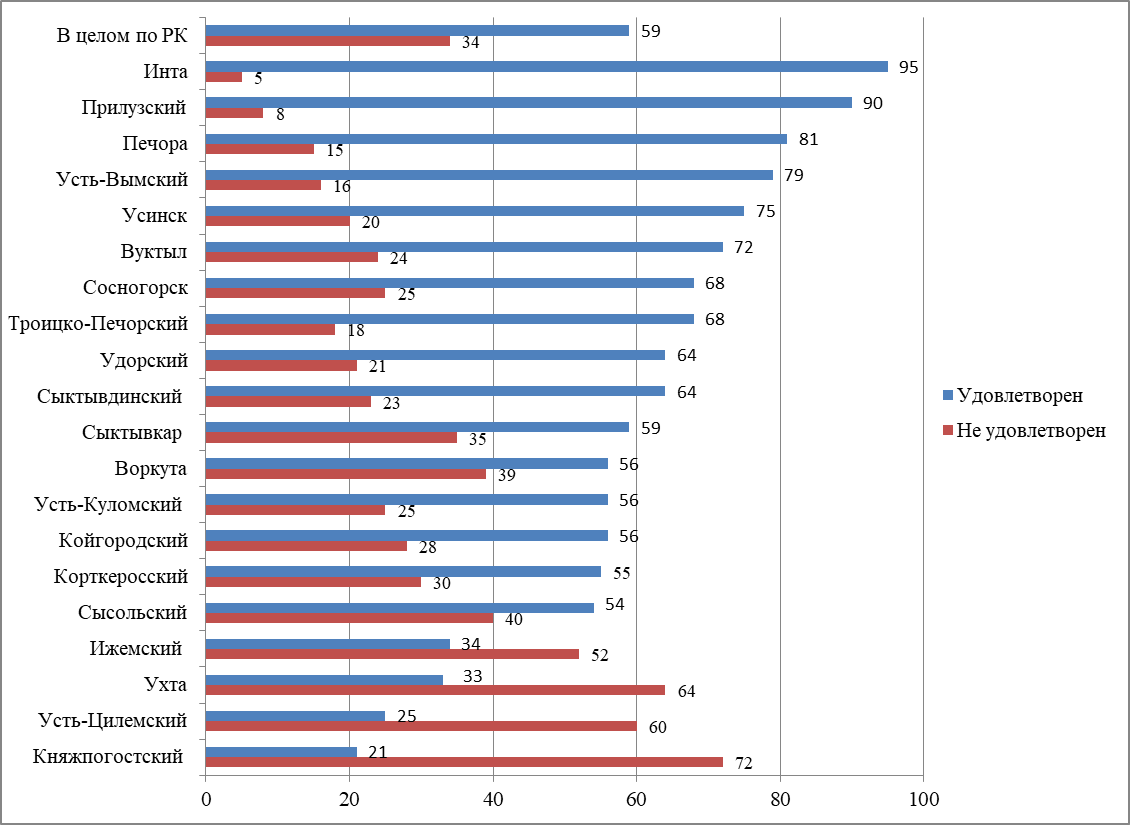 В целом по РК 59
34
Инта 95
5
Прилузский 90
8
Печора 81
15
Усть-Вымский 79
16
Усинск 75
20
Вуктыл 72
24
Сосногорск 68
25
Троицко-Печорский 68
18
Удорский 64
21
Сыктывдинский 64
23
Сыктывкар 59
35
Воркута 56
39
Усть-Куломский 56
25
Койгородский 56
28
Корткеросский 55
30
Сысольский 54
40
Ижемский 34
52
Ухта 33
64
Усть-Цилемский 25
60
Княжпогостский 21
72
0 20 40 60 80 100
Удовлетворен
Не удовлетворен